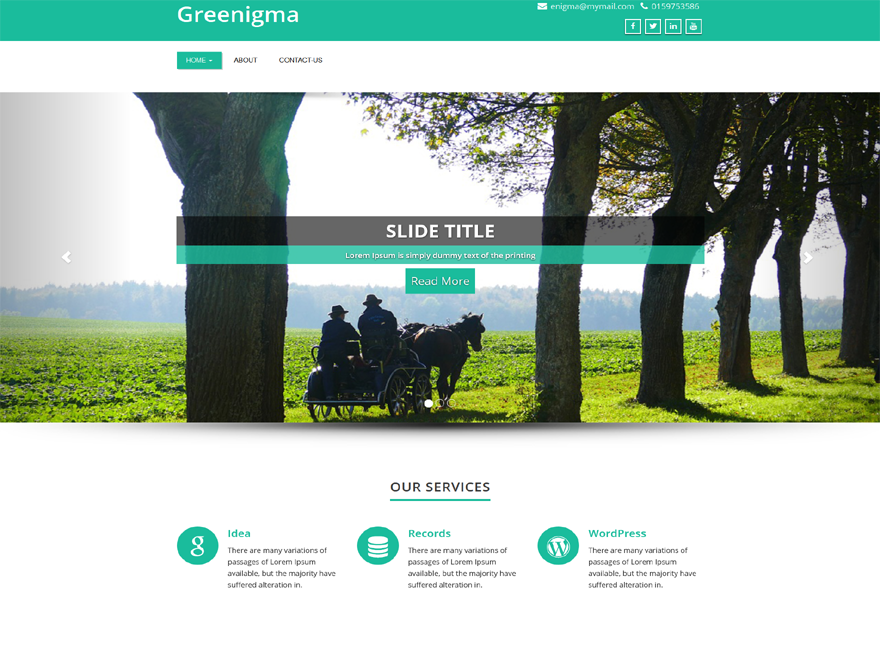 Greenigma
enigma@mymail.com 0159753586
HOME
ABOUT
CONTACT-US
SLIDE TITLE
Lorem Ipsum is simply dummy text of the printing
Read More
OUR SERVICES
Idea
There are many variations of
passages of Lorem Ipsum
available, but the majority have
suffered alteration in.
Records
There are many variations of
passages of Lorem Ipsum
available, but the majority have
suffered alteration in.
WordPress
There are many variations of
passages of Lorem Ipsum
available, but the majority have
suffered alteration in.